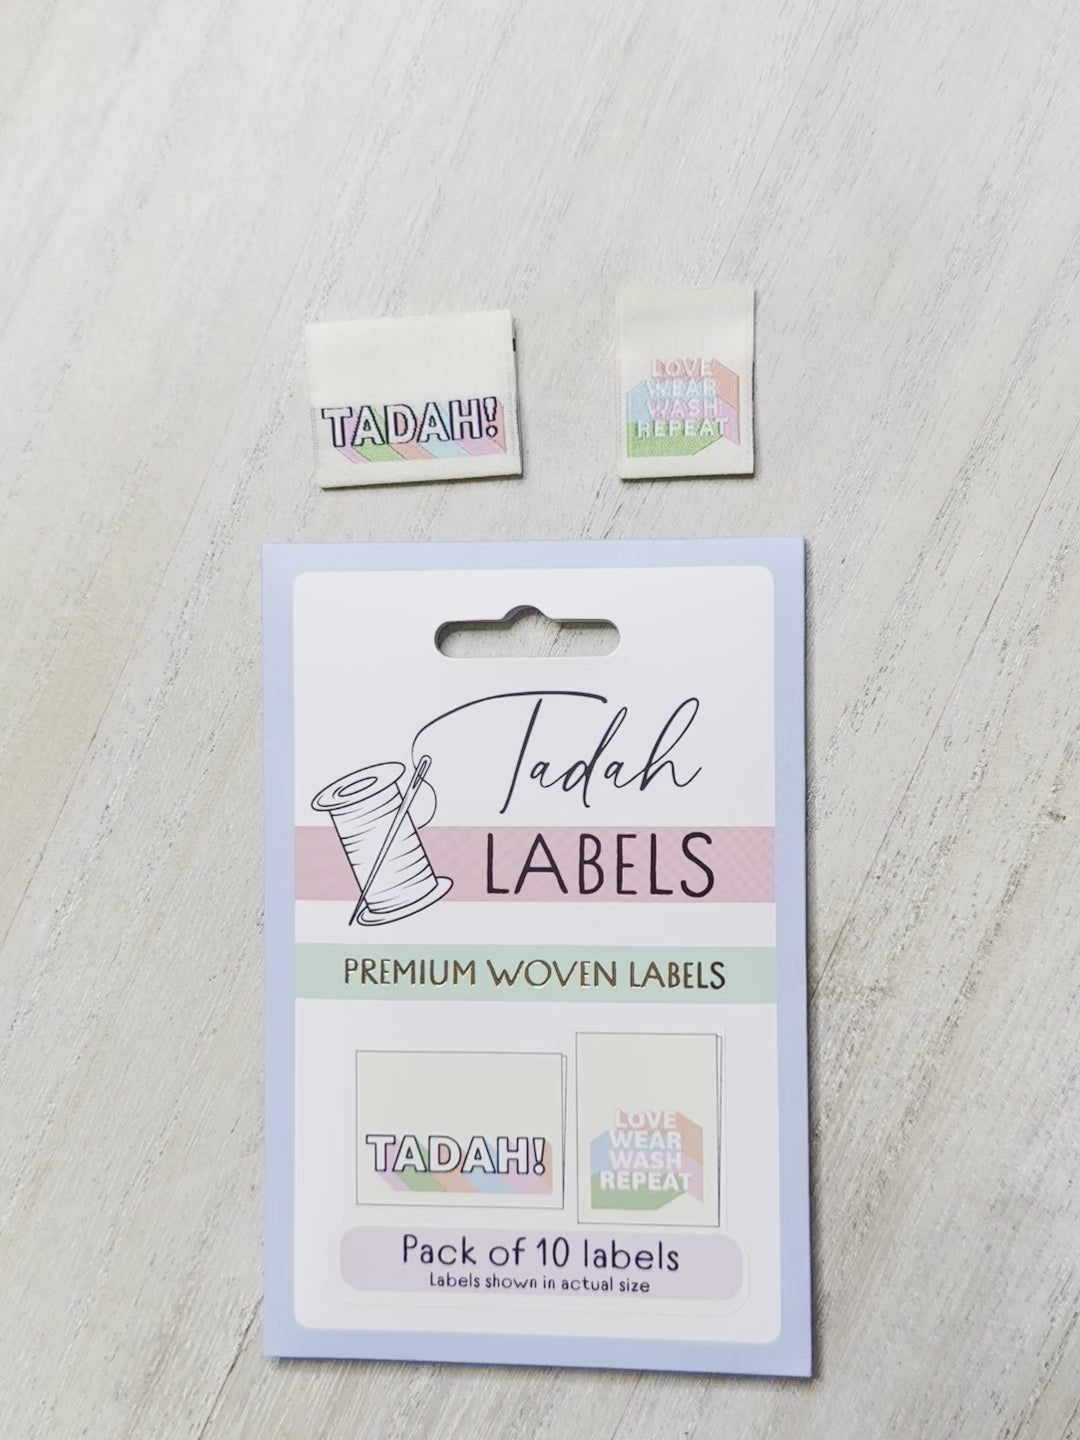 TADAH!
LOVE
WEAR
WASH
REPEAT
Tadah
LABELS
PREMIUM WOVEN LABELS
TADAH!
LOVE
WEAR
WASH
REPEAT
Pack of 10 labels
Labels shown in actual size